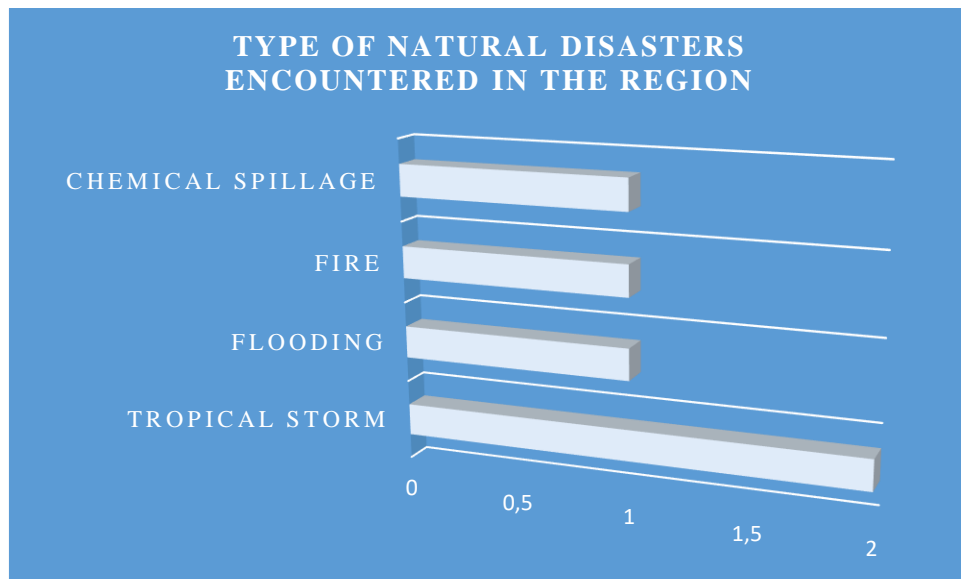 TYPE OF NATURAL DISASTERS
ENCOUNTERED IN THE REGION
CHEMICAL SPILLAGE
FIRE
FLOODING
TROPICAL STORM
0
0,5
1
1,5
2